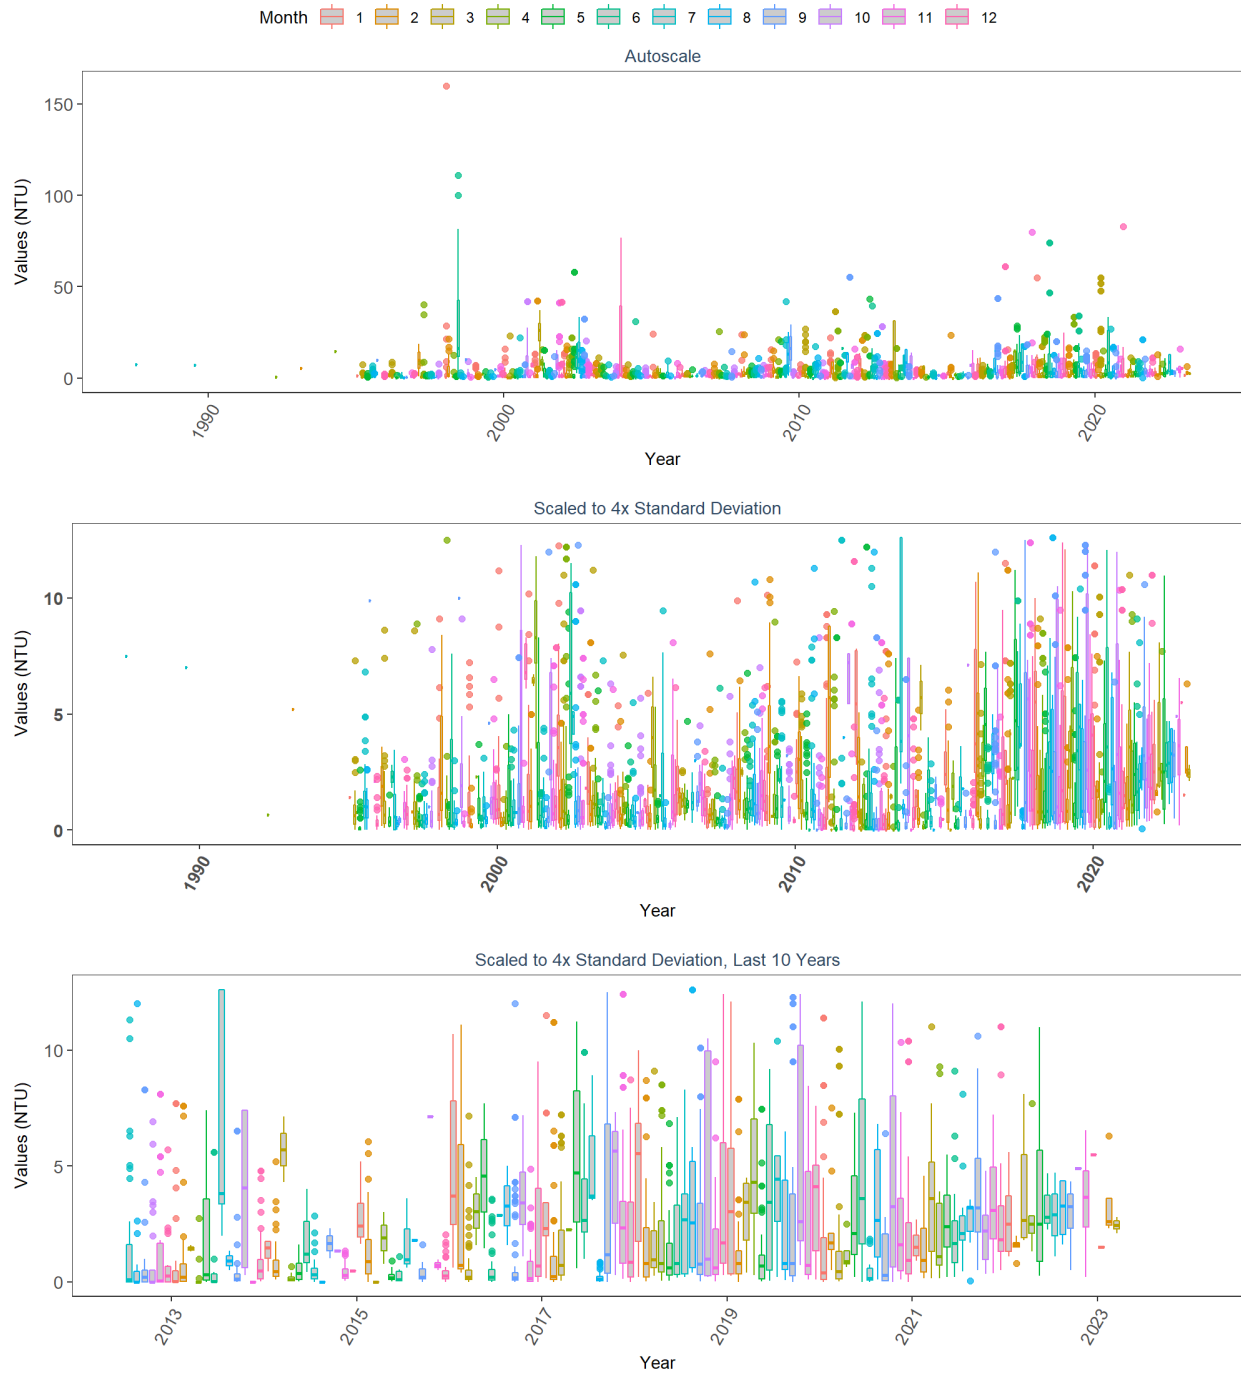 Month 1 2 3 4 5 6 7 8 9 10 11 12
Autoscale
150
100
50
0
Values (NTU)
1990 2000 2010 2020
Year
Scaled to 4x Standard Deviation
10
5
0
Values (NTU)
1990 2000 2010 2020
Year
Scaled to 4x Standard Deviation, Last 10 Years
10
5
0
Values (NTU)
2013 2015 2017 2019 2021 2023
Year